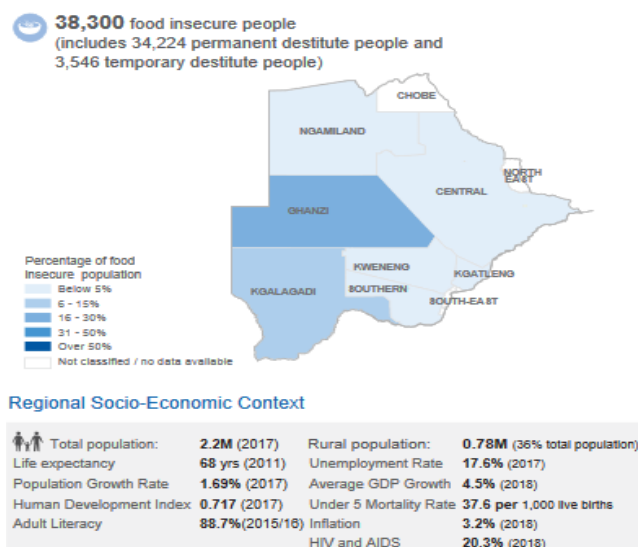 38,300 food insecure people
(includes 34,224 permanent destitute people and
3,546 temporary destitute people)
CHOBE
NGAMILAND
NORTH
EAST
CENTRAL
GHANZI
KWENENG
KGATLENG
KGALAGADI
SOUTHERN
SOUTH-EAST
Percentage of food
insecure population
Below 5%
6 - 15%
16 - 30%
31 - 50%
Over 50%
Not classified / no data available
Regional Socio-Economic Context
Total population: 2.2M (2017) Rural population: 0.78M (36% total population)
Life expectancy 68 yrs (2011) Unemployment Rate 17.6% (2017)
Population Growth Rate 1.69% (2017) Average GDP Growth 4.5% (2018)
Human Development Index 0.717 (2017) Under 5 Mortality Rate 37.6 per 1,000 live births
Adult Literacy 88.7%(2015/16) Inflation 3.2% (2018)
HIV and AIDS 20.3% (2018)